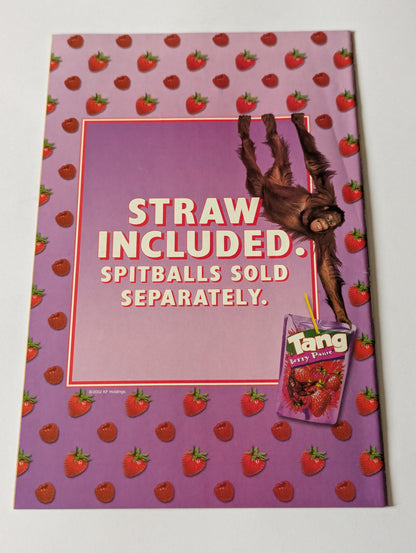 STRAW
INCLUDED.
SPITBALLS SOLD
SEPARATELY.
©2002 KF Holdings.
Tang
Berry Panic